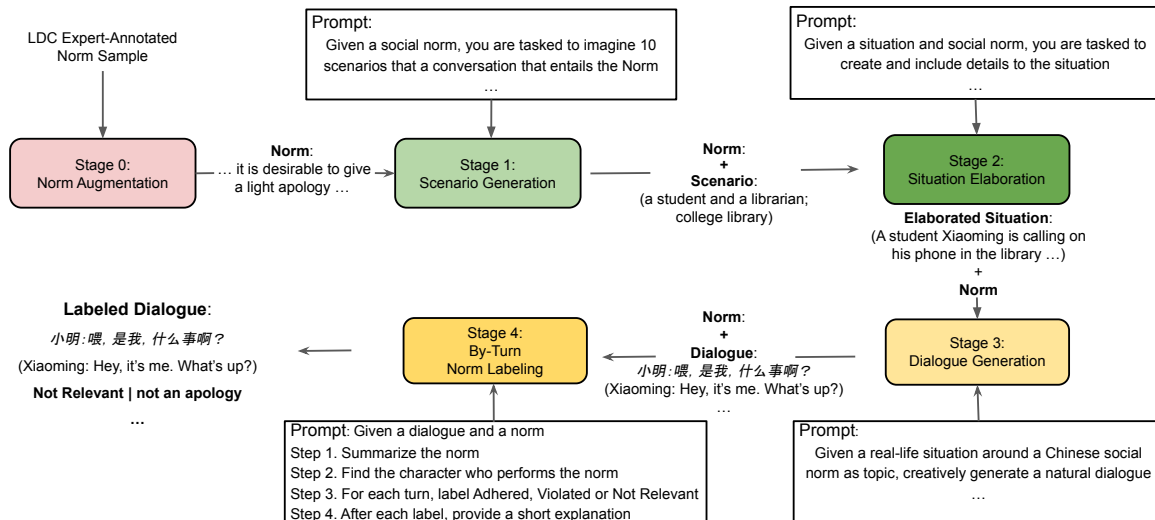 LDC Expert-Annotated
Norm Sample
Prompt:
Given a social norm, you are tasked to imagine 10
scenarios that a conversation that entails the Norm
...
Prompt:
Given a situation and social norm, you are tasked to
create and include details to the situation
...
Stage 0:
Norm Augmentation
Norm:
... it is desirable to give
a light apology ...
Stage 1:
Scenario Generation
Norm:
+
Scenario:
(a student and a librarian;
college library)
Stage 2:
Situation Elaboration
Elaborated Situation:
(A student Xiaoming is calling on
his phone in the library ...)
+
Norm
Stage 3:
Dialogue Generation
Prompt:
Given a real-life situation around a Chinese social
norm as topic, creatively generate a natural dialogue
...
Norm:
+
Dialogue:
小明：喂，是我，什么事啊？
(Xiaoming: Hey, it's me. What's up?)
...
Stage 4:
By-Turn
Norm Labeling
Prompt: Given a dialogue and a norm
Step 1. Summarize the norm
Step 2. Find the character who performs the norm
Step 3. For each turn, label Adhered, Violated or Not Relevant
Step 4. After each label, provide a short explanation
Labeled Dialogue:
小明：喂，是我，什么事啊？
(Xiaoming: Hey, it's me. What's up?)
Not Relevant | not an apology
...